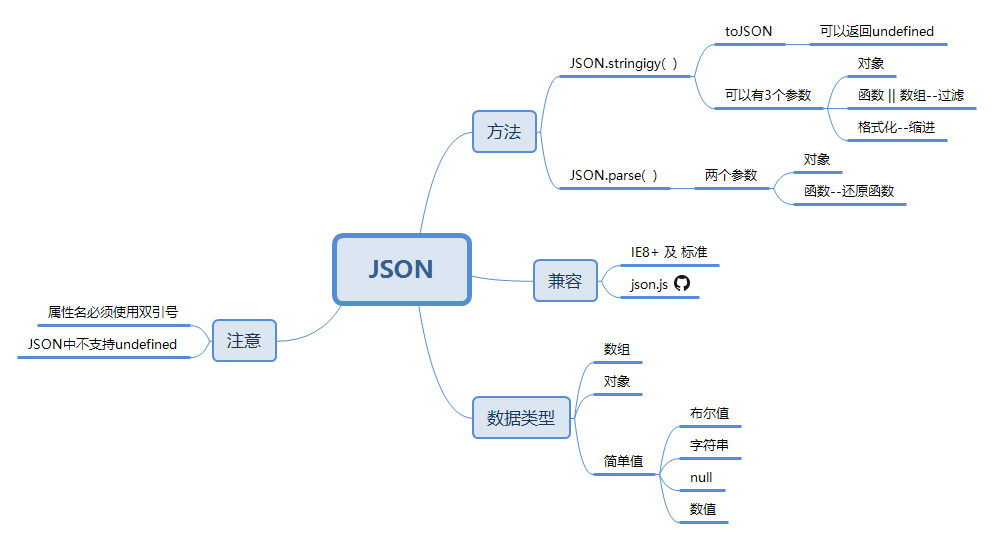 JSON
方法
JSON.stringigy( )
toJSON
可以返回undefined
可以有3个参数
对象
函数 || 数组--过滤
格式化--缩进
JSON.parse( )
两个参数
对象
函数--还原函数
兼容
IE8+ 及 标准
json.js
数据类型
数组
对象
简单值
布尔值
字符串
null
数值
注意
属性名必须使用双引号
JSON中不支持undefined